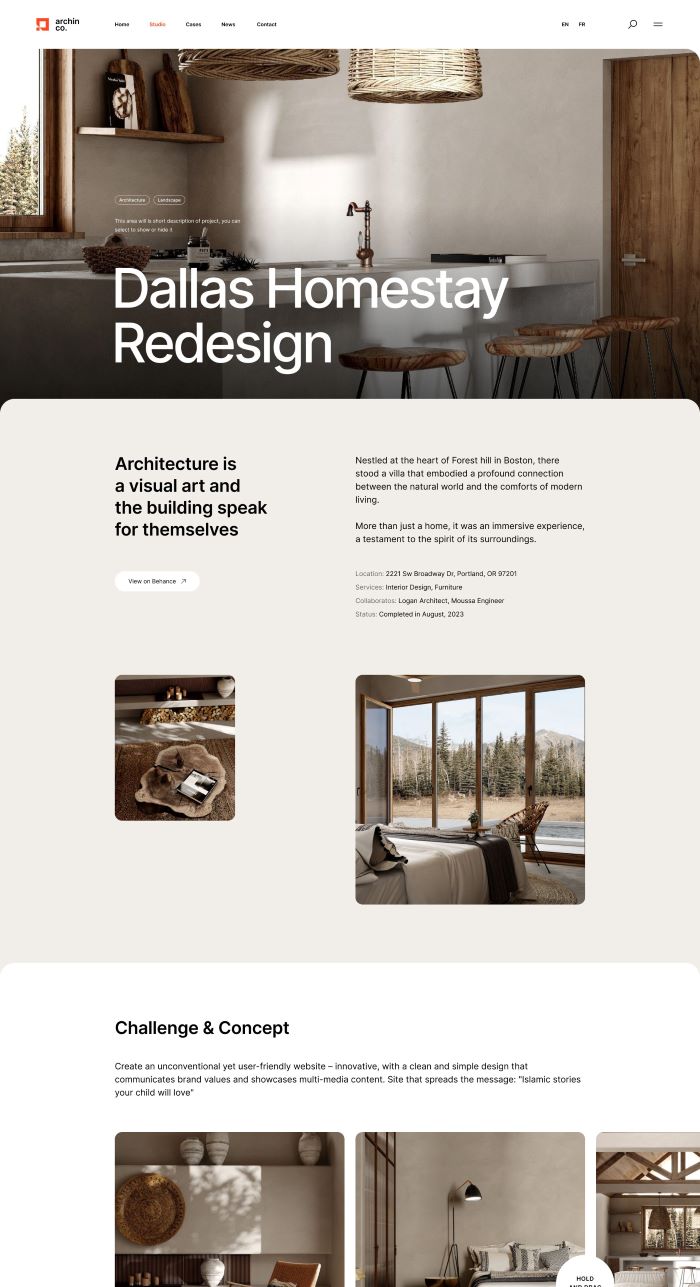 archin
co.
Home
Studio
Cases
News
Contact
EN
FR
Architecture
Landscape
This area will is short description of project, you can
select to show or hide it
Dallas Homestay
Redesign
Architecture is
a visual art and
the building speak
for themselves
Nestled at the heart of Forest hill in Boston, there
stood a villa that embodied a profound connection
between the natural world and the comforts of modern
living.
More than just a home, it was an immersive experience,
a testament to the spirit of its surroundings.
View on Behance
Location: 2221 Sw Broadway Dr, Portland, OR 97201
Services: Interior Design, Furniture
Collaboratos: Logan Architect, Moussa Engineer
Status: Completed in August, 2023
Challenge & Concept
Create an unconventional yet user-friendly website – innovative, with a clean and simple design that
communicates brand values and showcases multi-media content. Site that spreads the message: "Islamic stories
your child will love"
HOLD
AND DRAG